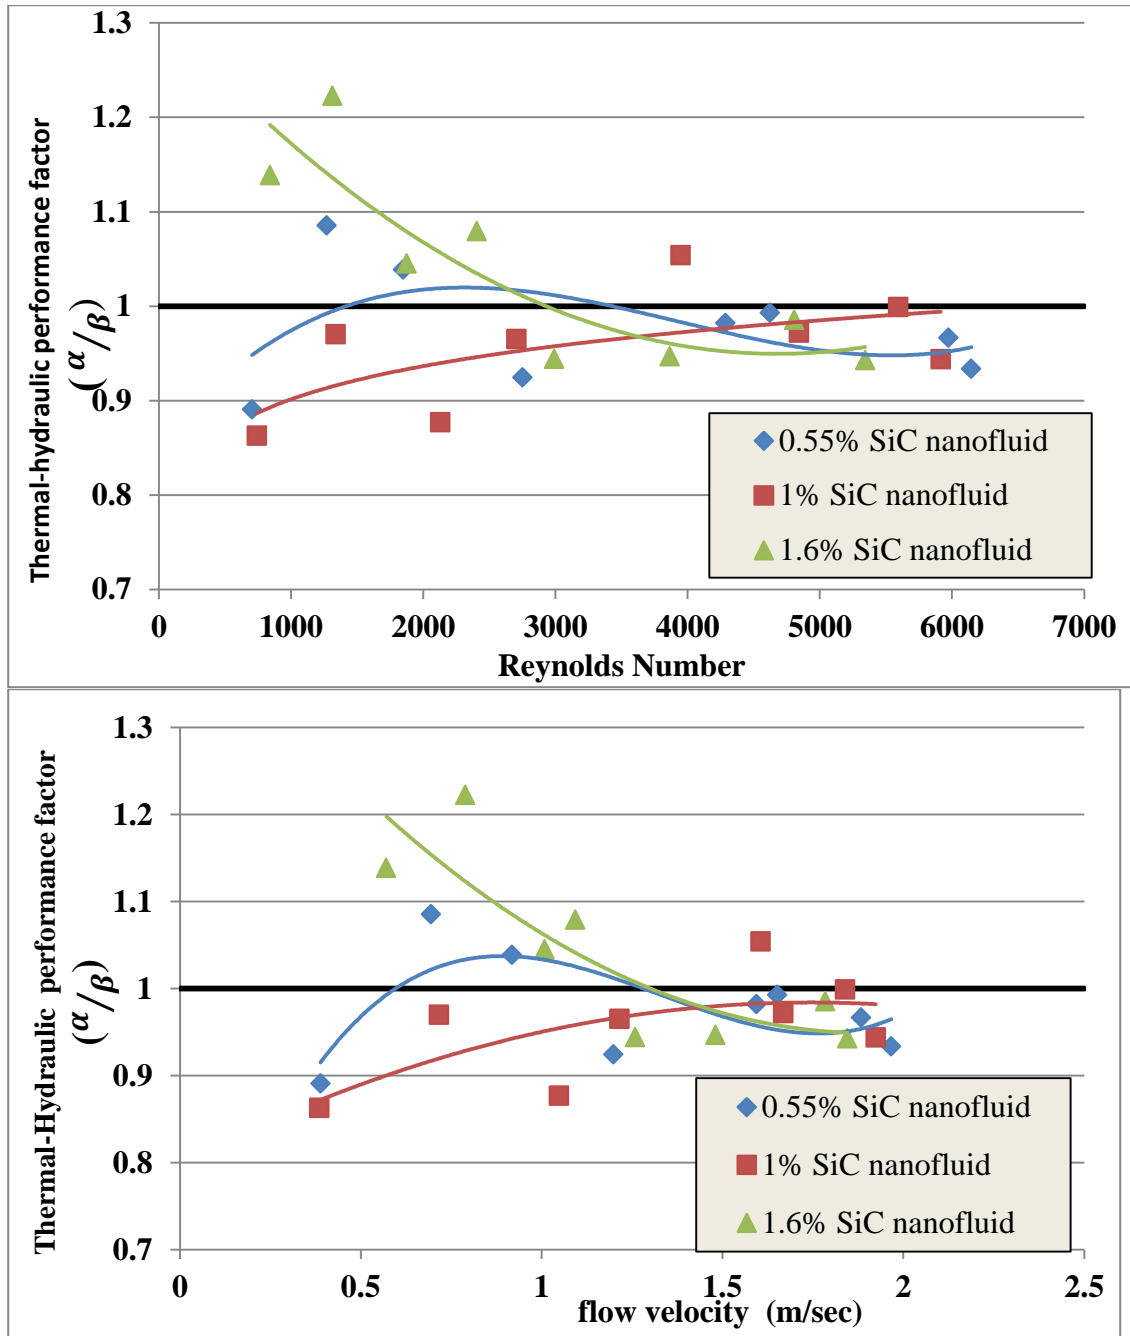 1.3
1.2
1.1
1
0.9
0.8
0.7
Thermal-hydraulic performance factor
(α/β)
0.55% SiC nanofluid
1% SiC nanofluid
1.6% SiC nanofluid
0 1000 2000 3000 4000 5000 6000 7000
Reynolds Number
1.3
1.2
1.1
1
0.9
0.8
0.7
Thermal-Hydraulic performance factor
(α/β)
0.55% SiC nanofluid
1% SiC nanofluid
1.6% SiC nanofluid
0 0.5 1 1.5 2 2.5
flow velocity (m/sec)